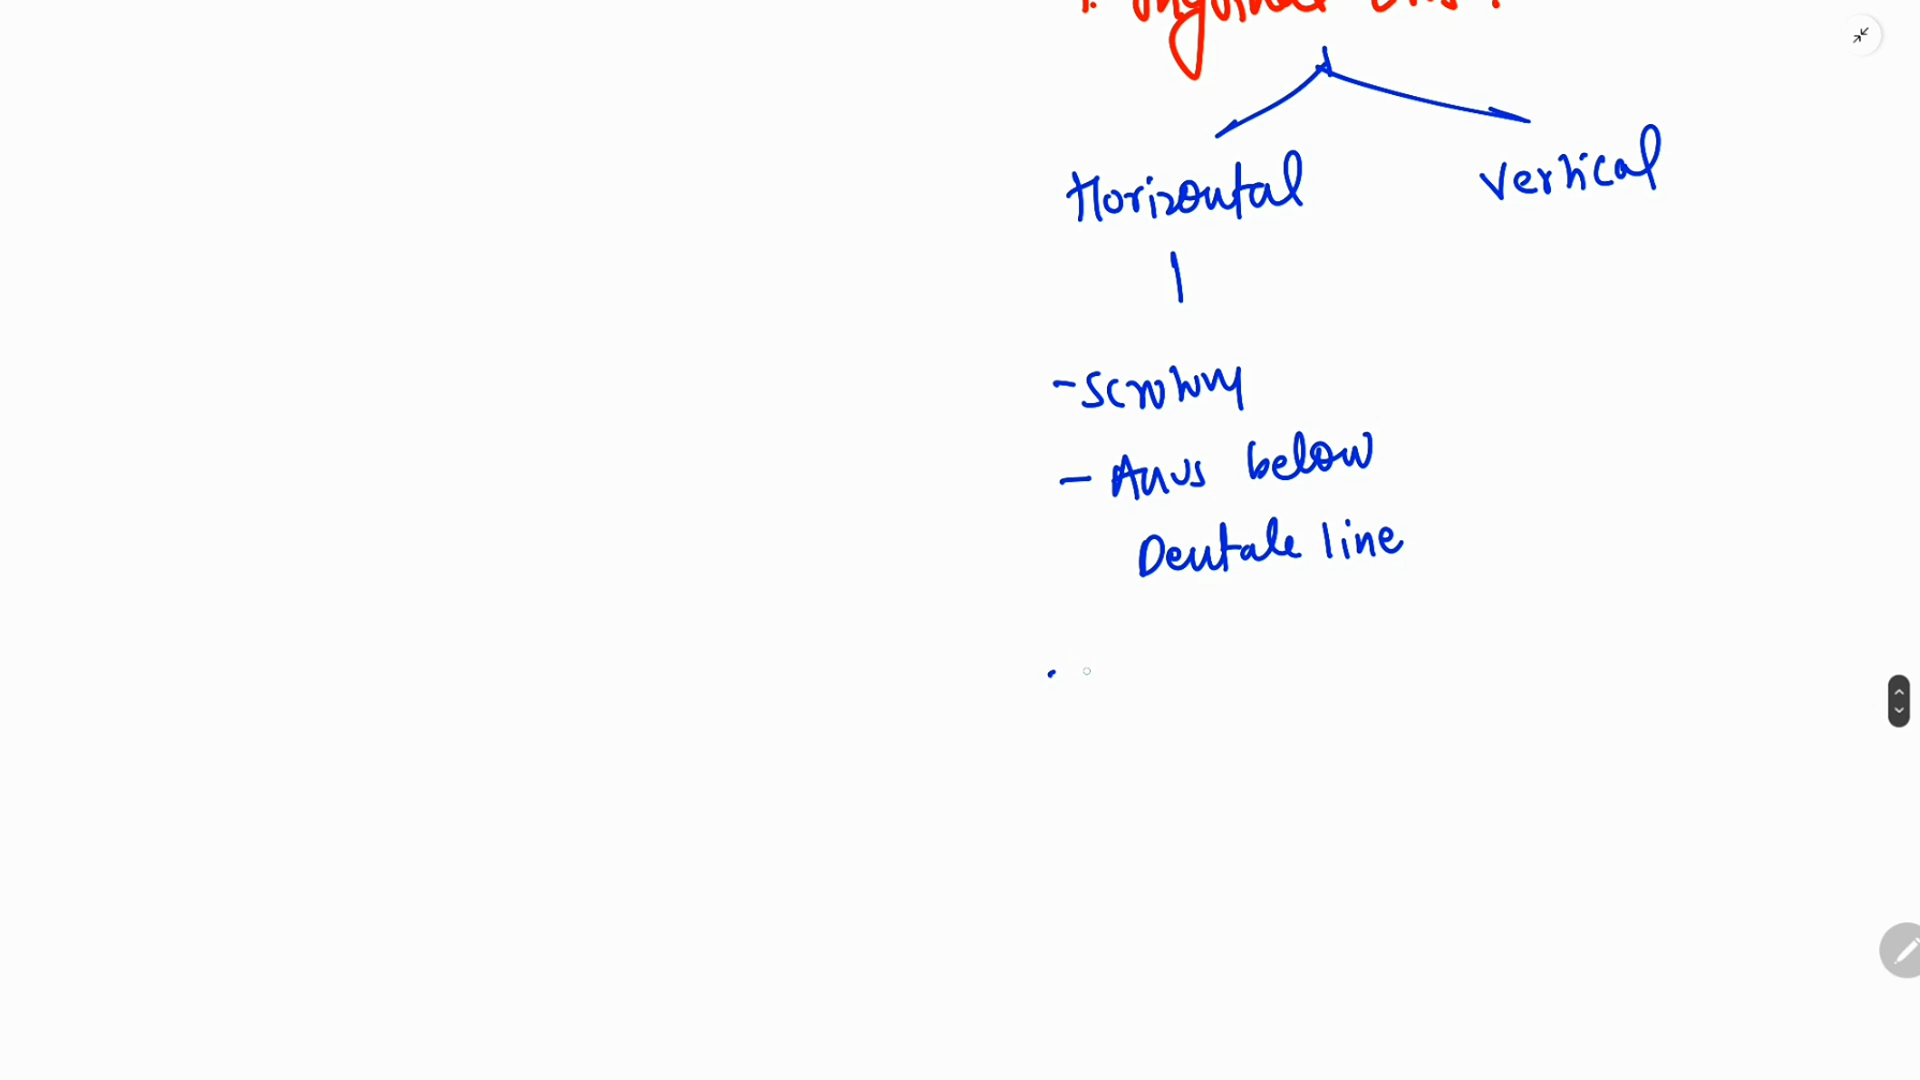 Horizontal
Vertical
- Scrotum
- Anus below
Dentate line